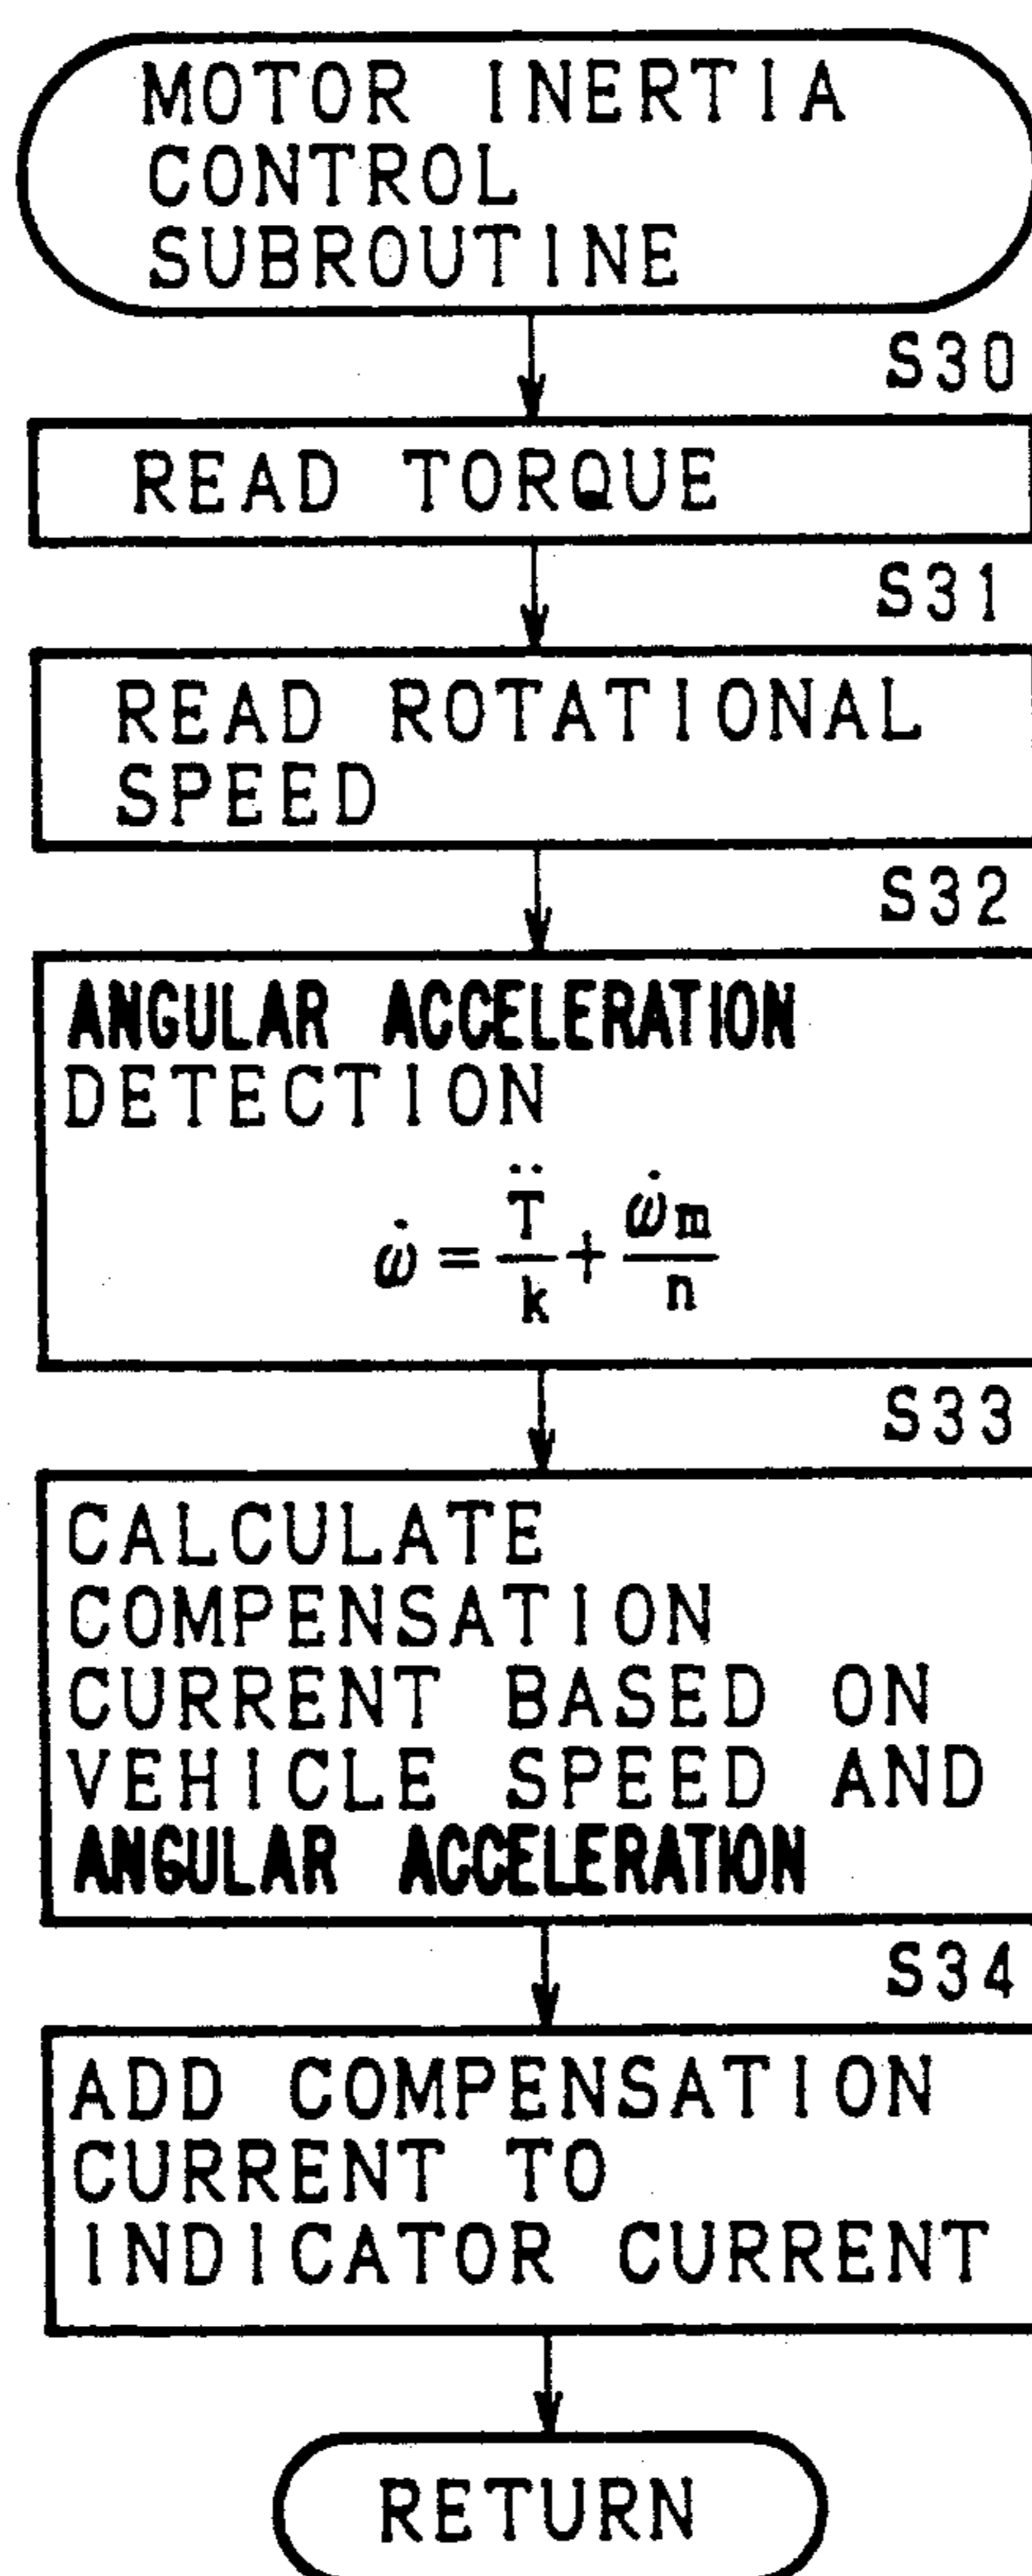 MOTOR INERTIA
CONTROL
SUBROUTINE
S30
READ TORQUE
S31
READ ROTATIONAL
SPEED
S32
ANGULAR ACCELERATION
DETECTION
ω̇ = T̈/k + ω̇m/n
S33
CALCULATE
COMPENSATION
CURRENT BASED ON
VEHICLE SPEED AND
ANGULAR ACCELERATION
S34
ADD COMPENSATION
CURRENT TO
INDICATOR CURRENT
RETURN